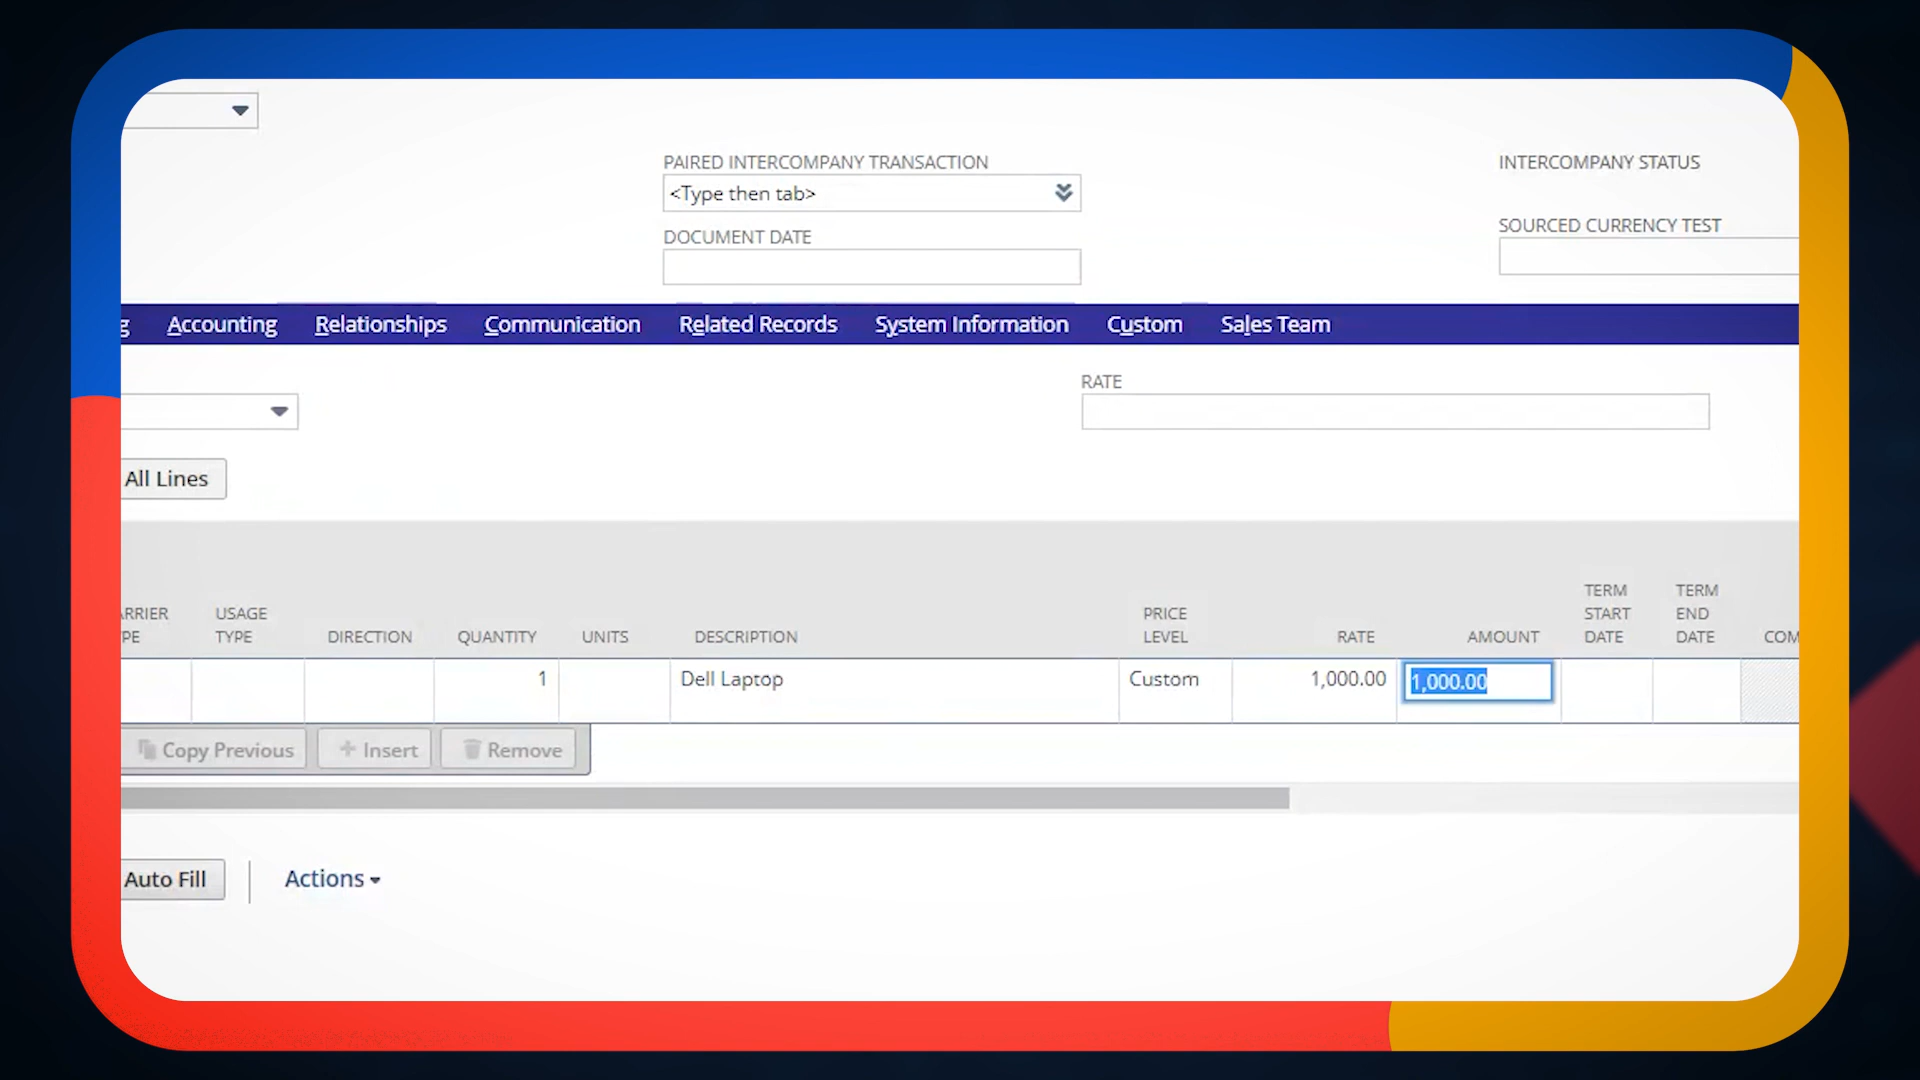 PAIRED INTERCOMPANY TRANSACTION
INTERCOMPANY STATUS
<Type then tab>
SOURCED CURRENCY TEST
DOCUMENT DATE
g Accounting Relationships Communication Related Records System Information Custom Sales Team
RATE
All Lines
TERM TERM
ARRIER USAGE PRICE START END
PE TYPE DIRECTION QUANTITY UNITS DESCRIPTION LEVEL RATE AMOUNT DATE DATE COM
1 Dell Laptop Custom 1,000.00 1,000.00
Copy Previous Insert Remove
Auto Fill Actions